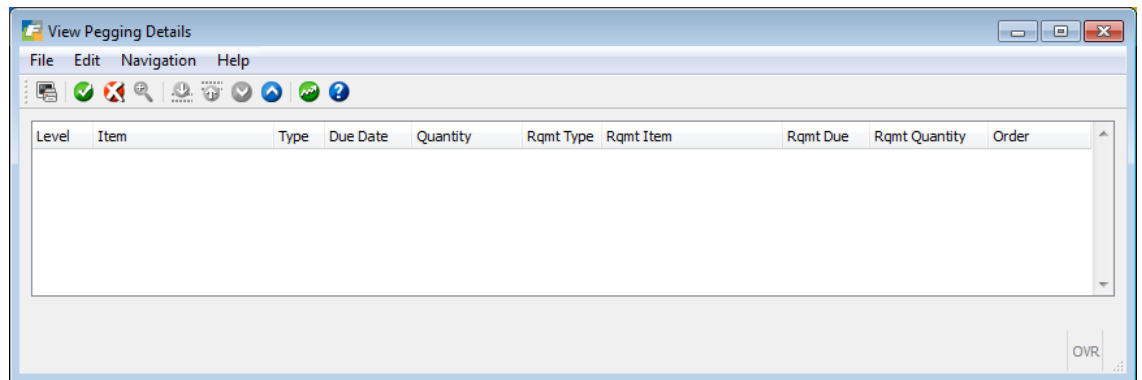 View Pegging Details
File Edit Navigation Help
Level Item Type Due Date Quantity Rqmt Type Rqmt Item Rqmt Due Rqmt Quantity Order
OVR